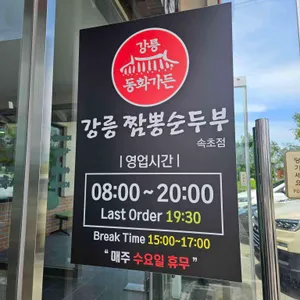 강릉
동화가든
강릉 짬뽕순두부
속초점
| 영업시간 |
08:00~20:00
Last Order 19:30
Break Time 15:00~17:00
“ 매주 수요일 휴무 ”